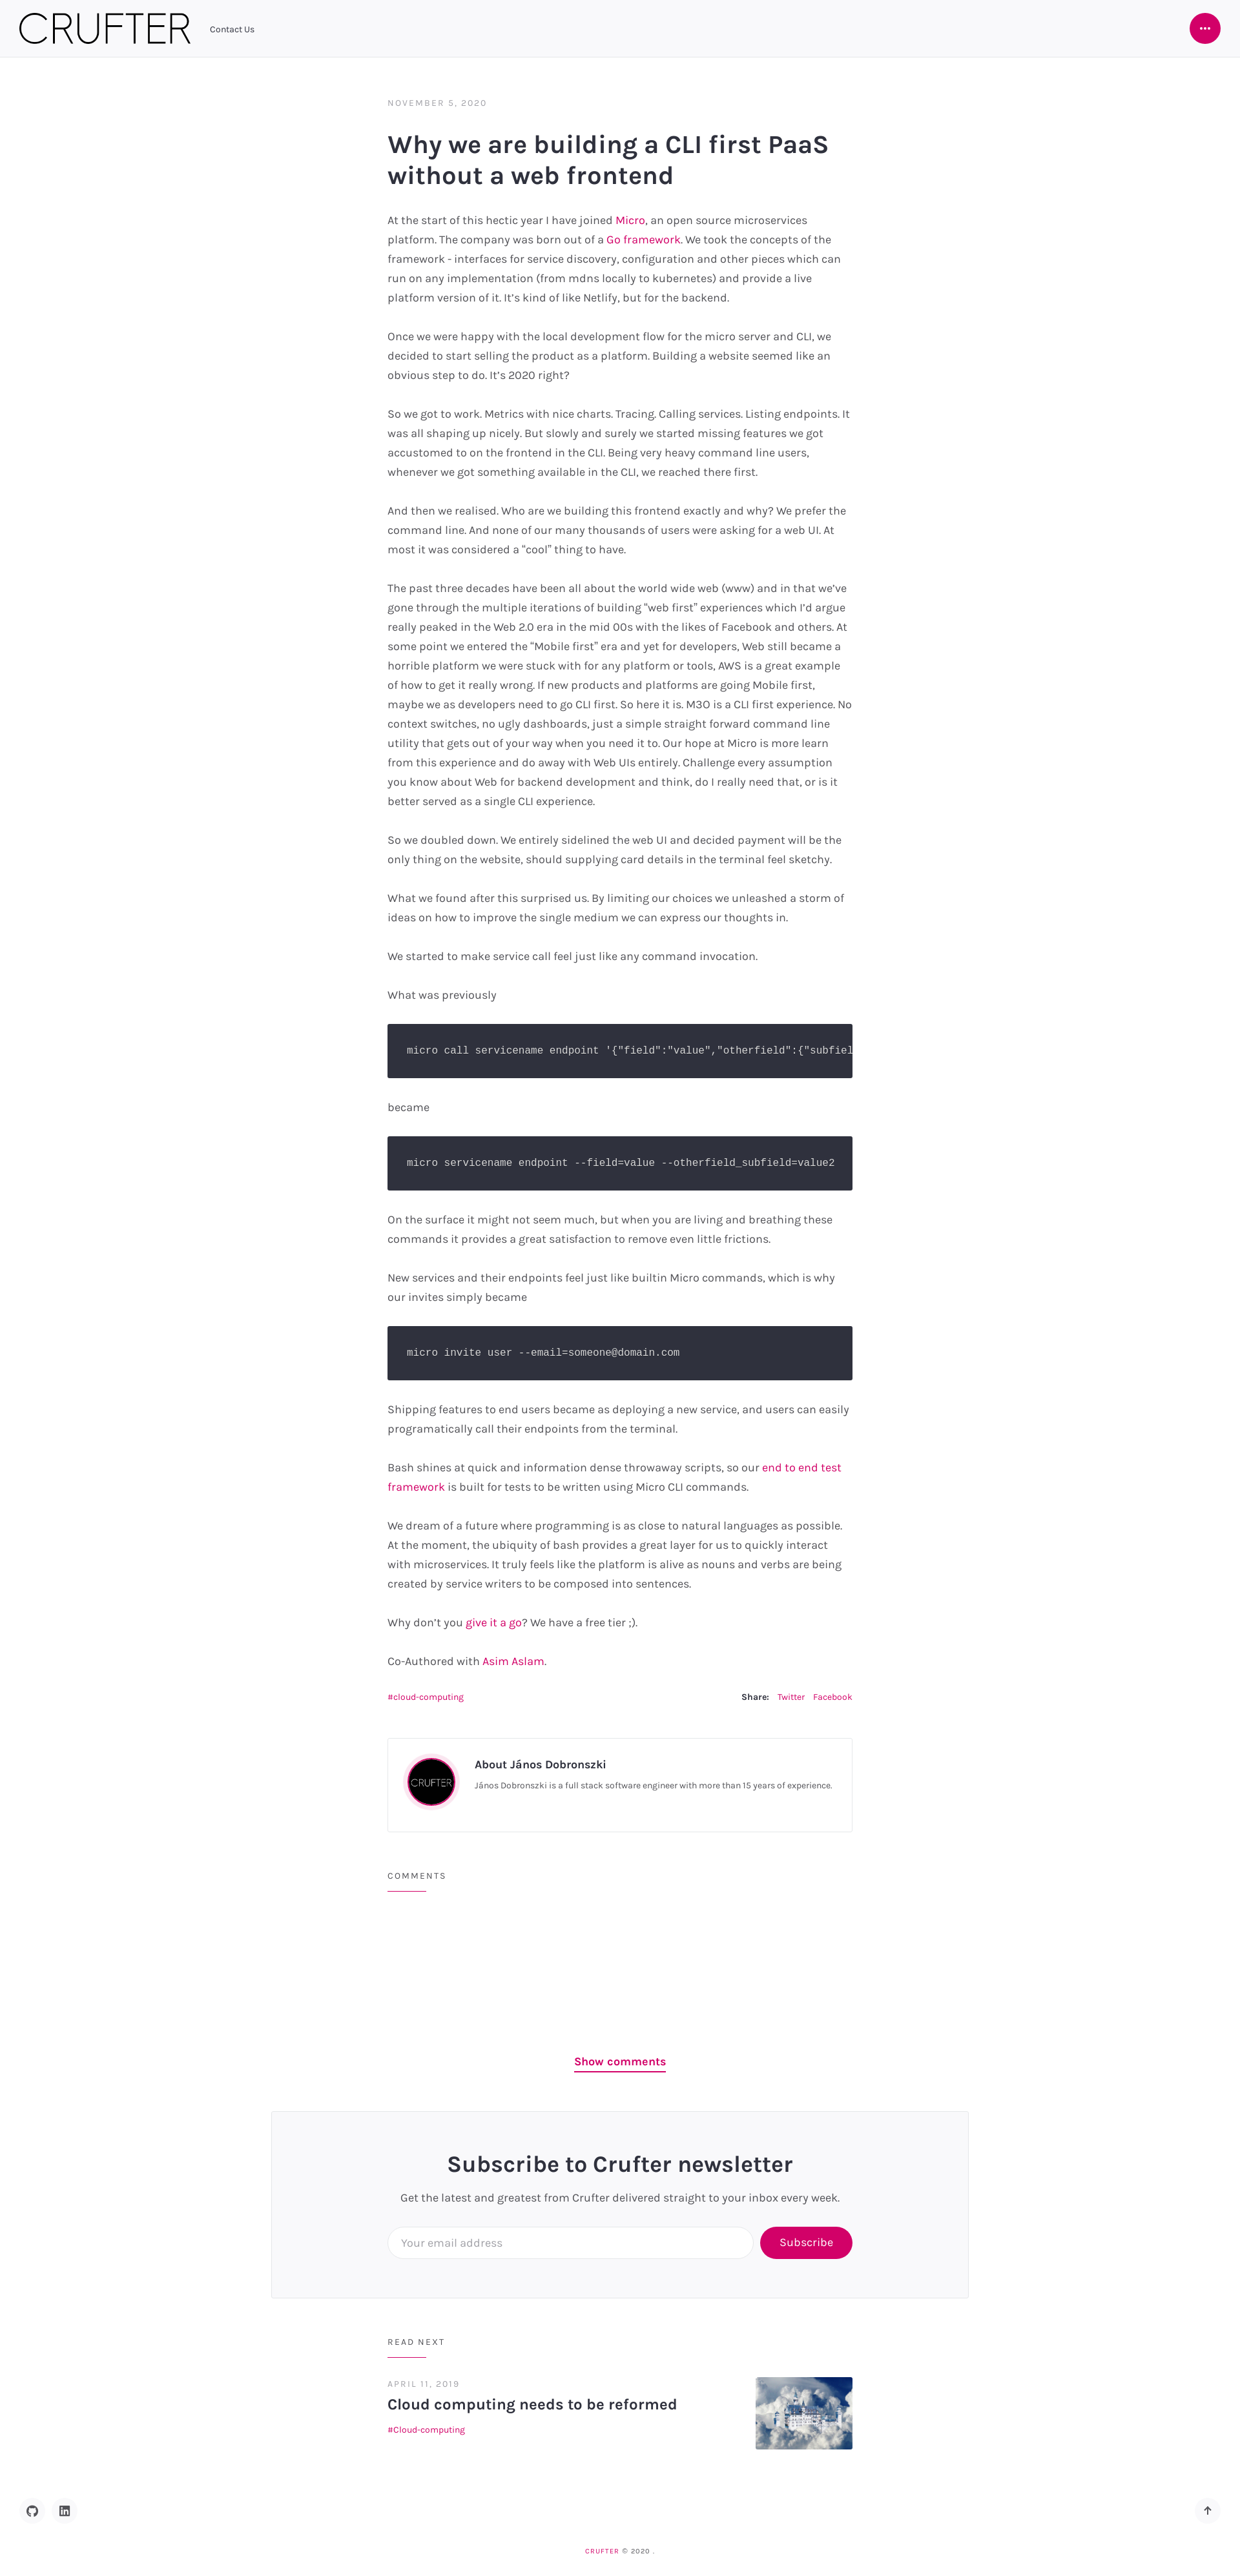 CRUFTER
Contact Us
NOVEMBER 5, 2020
Why we are building a CLI first PaaS
without a web frontend
At the start of this hectic year I have joined Micro, an open source microservices
platform. The company was born out of a Go framework. We took the concepts of the
framework - interfaces for service discovery, configuration and other pieces which can
run on any implementation (from mdns locally to kubernetes) and provide a live
platform version of it. It’s kind of like Netlify, but for the backend.
Once we were happy with the local development flow for the micro server and CLI, we
decided to start selling the product as a platform. Building a website seemed like an
obvious step to do. It’s 2020 right?
So we got to work. Metrics with nice charts. Tracing. Calling services. Listing endpoints. It
was all shaping up nicely. But slowly and surely we started missing features we got
accustomed to on the frontend in the CLI. Being very heavy command line users,
whenever we got something available in the CLI, we reached there first.
And then we realised. Who are we building this frontend exactly and why? We prefer the
command line. And none of our many thousands of users were asking for a web UI. At
most it was considered a “cool” thing to have.
The past three decades have been all about the world wide web (www) and in that we’ve
gone through the multiple iterations of building “web first” experiences which I’d argue
really peaked in the Web 2.0 era in the mid 00s with the likes of Facebook and others. At
some point we entered the “Mobile first” era and yet for developers, Web still became a
horrible platform we were stuck with for any platform or tools, AWS is a great example
of how to get it really wrong. If new products and platforms are going Mobile first,
maybe we as developers need to go CLI first. So here it is. M3O is a CLI first experience. No
context switches, no ugly dashboards, just a simple straight forward command line
utility that gets out of your way when you need it to. Our hope at Micro is more learn
from this experience and do away with Web UIs entirely. Challenge every assumption
you know about Web for backend development and think, do I really need that, or is it
better served as a single CLI experience.
So we doubled down. We entirely sidelined the web UI and decided payment will be the
only thing on the website, should supplying card details in the terminal feel sketchy.
What we found after this surprised us. By limiting our choices we unleashed a storm of
ideas on how to improve the single medium we can express our thoughts in.
We started to make service call feel just like any command invocation.
What was previously
micro call servicename endpoint '{"field":"value","otherfield":{"subfiel
became
micro servicename endpoint --field=value --otherfield_subfield=value2
On the surface it might not seem much, but when you are living and breathing these
commands it provides a great satisfaction to remove even little frictions.
New services and their endpoints feel just like builtin Micro commands, which is why
our invites simply became
micro invite user --email=someone@domain.com
Shipping features to end users became as deploying a new service, and users can easily
programatically call their endpoints from the terminal.
Bash shines at quick and information dense throwaway scripts, so our end to end test
framework is built for tests to be written using Micro CLI commands.
We dream of a future where programming is as close to natural languages as possible.
At the moment, the ubiquity of bash provides a great layer for us to quickly interact
with microservices. It truly feels like the platform is alive as nouns and verbs are being
created by service writers to be composed into sentences.
Why don’t you give it a go? We have a free tier ;).
Co-Authored with Asim Aslam.
#cloud-computing
Share: Twitter Facebook
CRUFTER
About János Dobronszki
János Dobronszki is a full stack software engineer with more than 15 years of experience.
COMMENTS
Show comments
Subscribe to Crufter newsletter
Get the latest and greatest from Crufter delivered straight to your inbox every week.
Your email address
Subscribe
READ NEXT
APRIL 11, 2019
Cloud computing needs to be reformed
#Cloud-computing
CRUFTER © 2020 .